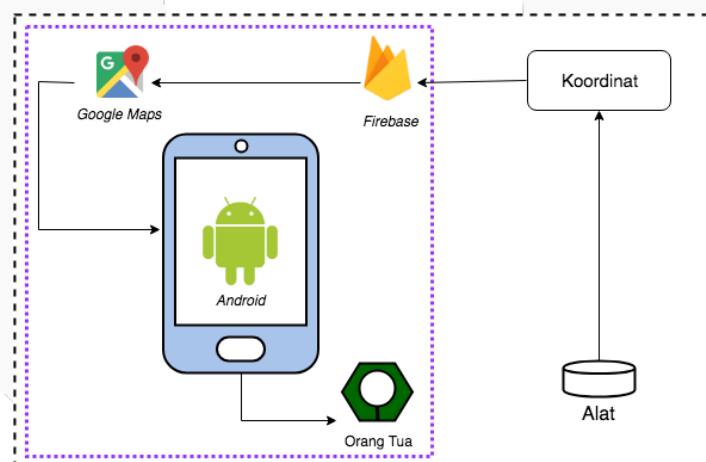 G
Google Maps
Firebase
Koordinat
Android
Orang Tua
Alat